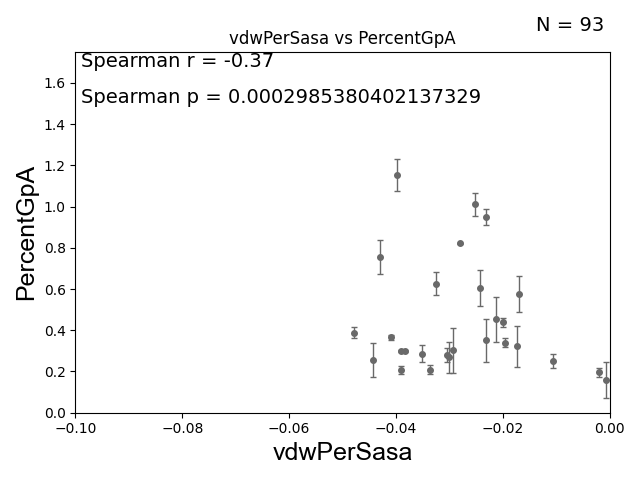 N = 93
vdwPerSasa vs PercentGpA
Spearman r = -0.37
Spearman p = 0.0002985380402137329
PercentGpA
1.6
1.4
1.2
1.0
0.8
0.6
0.4
0.2
0.0
−0.10 −0.08 −0.06 −0.04 −0.02 0.00
vdwPerSasa